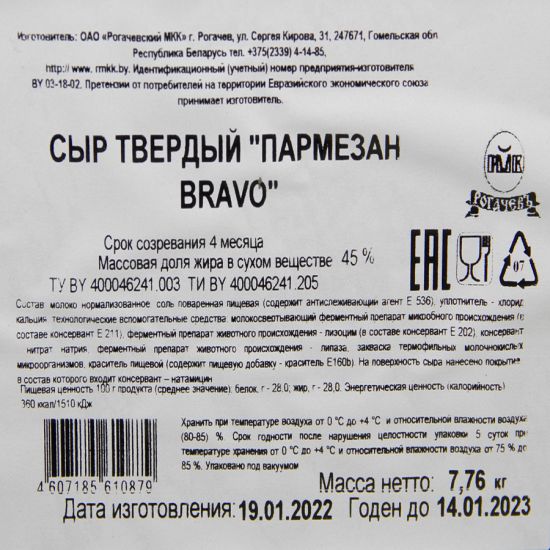 Изготовитель: ОАО «Рогачевский МКК» г. Рогачев, ул. Сергея Кирова, 31, 247671, Гомельская обл
Республика Беларусь тел. +375(2339) 4-14-85,
http://www. rmkk.by. Идентификационный (учетный) номер предприятия-изготовителя
BY 03-18-02. Претензии от потребителей на территории Евразийского экономического союза
принимает изготовитель.
СЫР ТВЕРДЫЙ "ПАРМЕЗАН
BRAVO"
РМК
РОГАЧЕВЪ
Срок созревания 4 месяца
Массовая доля жира в сухом веществе 45 %
ТУ BY 400046241.003 ТИ BY 400046241.205
EAC
07
Состав: молоко нормализованное, соль поваренная пищевая (содержит антислеживающий агент Е 536), уплотнитель - хлорид
кальция, технологические вспомогательные средства: молокосвертывающий ферментный препарат микробного происхождения (в
составе консервант Е 211), ферментный препарат животного происхождения - лизоцим (в составе консервант Е 202), консервант
- нитрат натрия, ферментный препарат животного происхождения - липаза, закваска термофильных молочнокислых
микроорганизмов, краситель пищевой (содержит пищевую добавку - краситель Е160b). На поверхность сыра нанесено покрытие
в состав которого входит консервант – натамицин
Пищевая ценность 100 г продукта (среднее значение): белок, г - 28,0; жир, г - 28,0. Энергетическая ценность (калорийность)
360 ккал/1510 кДж
Хранить при температуре воздуха от 0 °С до +4 °С и относительной влажности воздуха
(80-85) %. Срок годности после нарушения целостности упаковки 5 суток при
температуре хранения от 0 °С до +4 °С и относительной влажности воздуха от 75 % до
85 %. Упаковано под вакуумом
4 607185 610879
Масса нетто: 7,76 кг
Дата изготовления: 19.01.2022 Годен до 14.01.2023